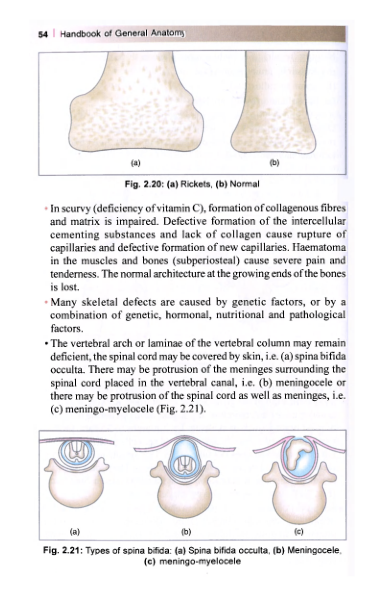 54 | Handbook of General Anatomy
(a)
(b)
Fig. 2.20: (a) Rickets, (b) Normal
• In scurvy (deficiency of vitamin C), formation of collagenous fibres
and matrix is impaired. Defective formation of the intercellular
cementing substances and lack of collagen cause rupture of
capillaries and defective formation of new capillaries. Haematoma
in the muscles and bones (subperiosteal) cause severe pain and
tenderness. The normal architecture at the growing ends of the bones
is lost.
• Many skeletal defects are caused by genetic factors, or by a
combination of genetic, hormonal, nutritional and pathological
factors.
• The vertebral arch or laminae of the vertebral column may remain
deficient, the spinal cord may be covered by skin, i.e. (a) spina bifida
occulta. There may be protrusion of the meninges surrounding the
spinal cord placed in the vertebral canal, i.e. (b) meningocele or
there may be protrusion of the spinal cord as well as meninges, i.e.
(c) meningo-myelocele (Fig. 2.21).
(a)
(b)
(c)
Fig. 2.21: Types of spina bifida: (a) Spina bifida occulta, (b) Meningocele,
(c) meningo-myelocele